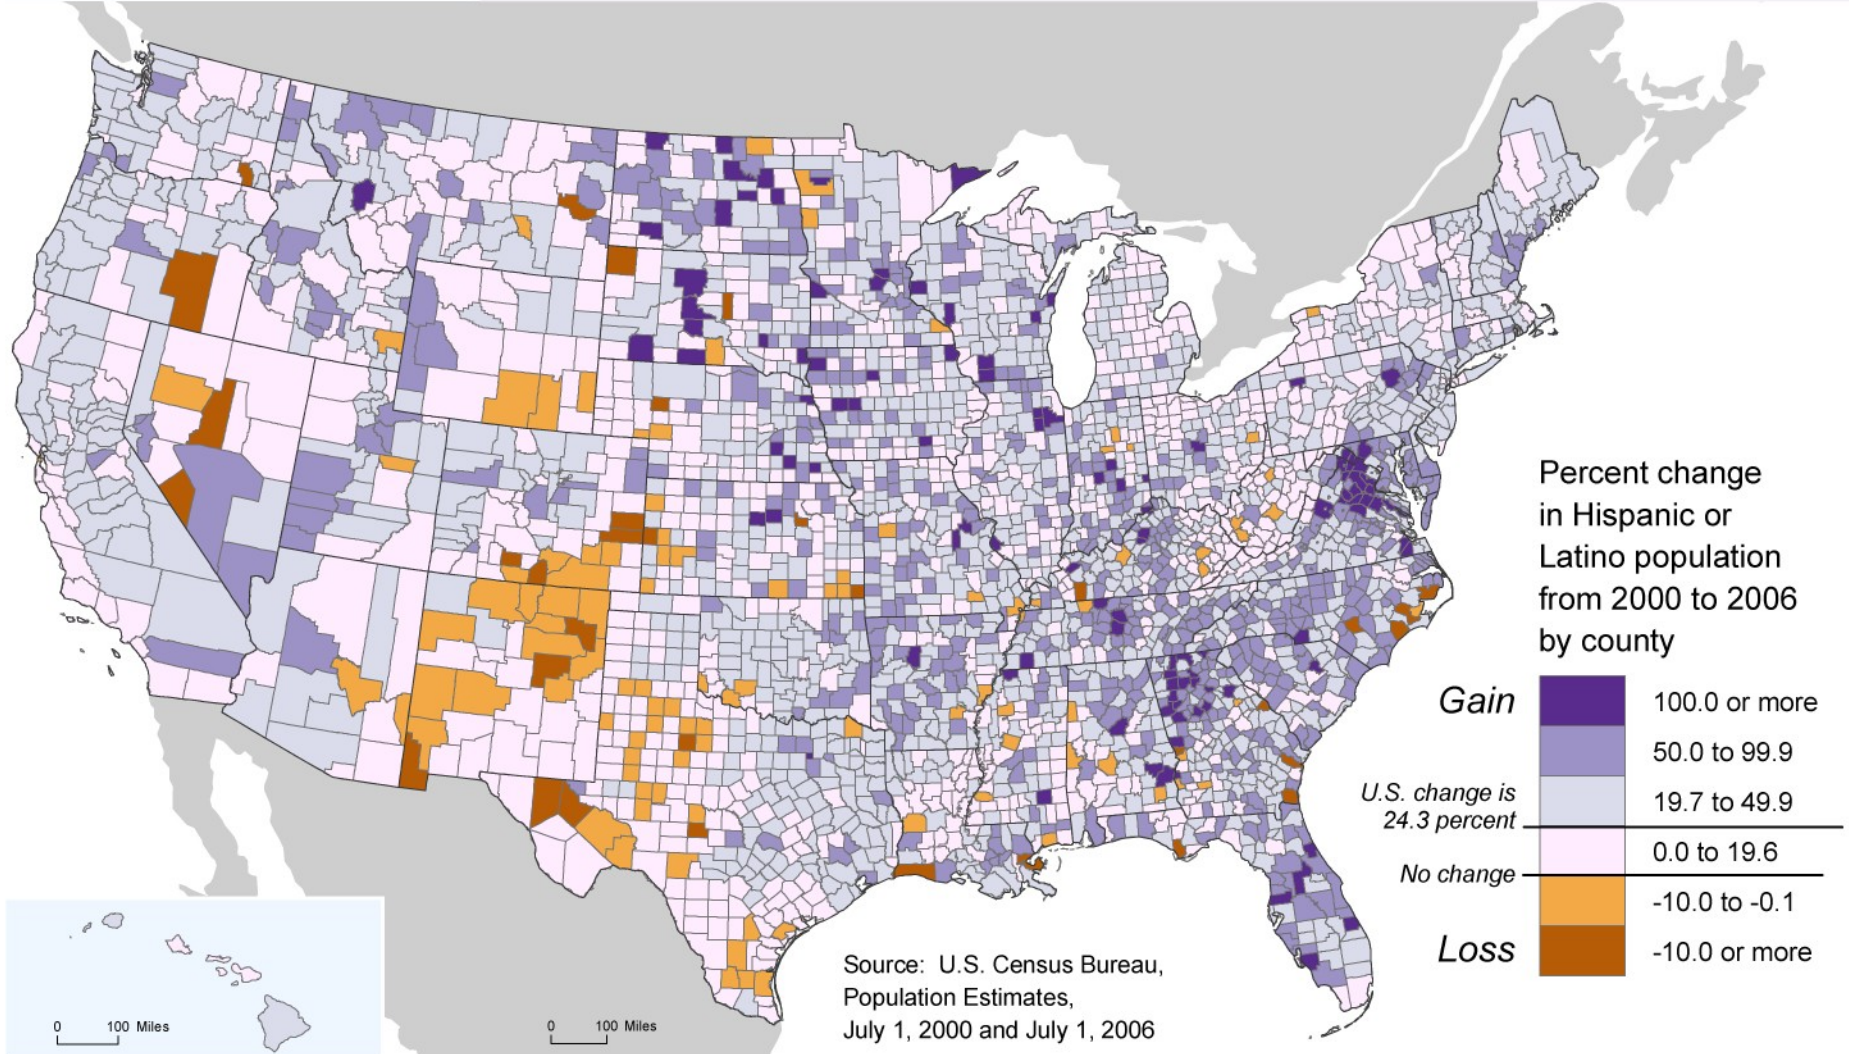 Percent change
in Hispanic or
Latino population
from 2000 to 2006
by county
Gain
100.0 or more
50.0 to 99.9
U.S. change is
24.3 percent
19.7 to 49.9
0.0 to 19.6
No change
-10.0 to -0.1
Loss
-10.0 or more
Source: U.S. Census Bureau,
Population Estimates,
July 1, 2000 and July 1, 2006
0 100 Miles
0 100 Miles